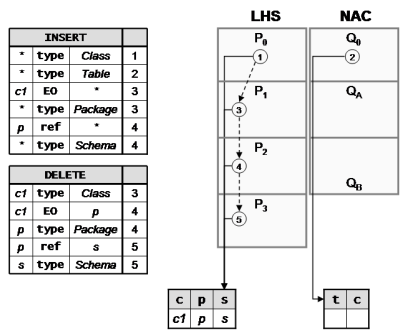 LHS NAC
INSERT
* type Class 1
* type Table 2
c1 EO * 3
* type Package 3
p ref * 4
* type Schema 4
DELETE
c1 type Class 3
c1 EO p 4
p type Package 4
p ref s 5
s type Schema 5
P0 Q0
1 2
P1 QA
3
P2
4
QB
P3
5
c p s
c1 p s
t c